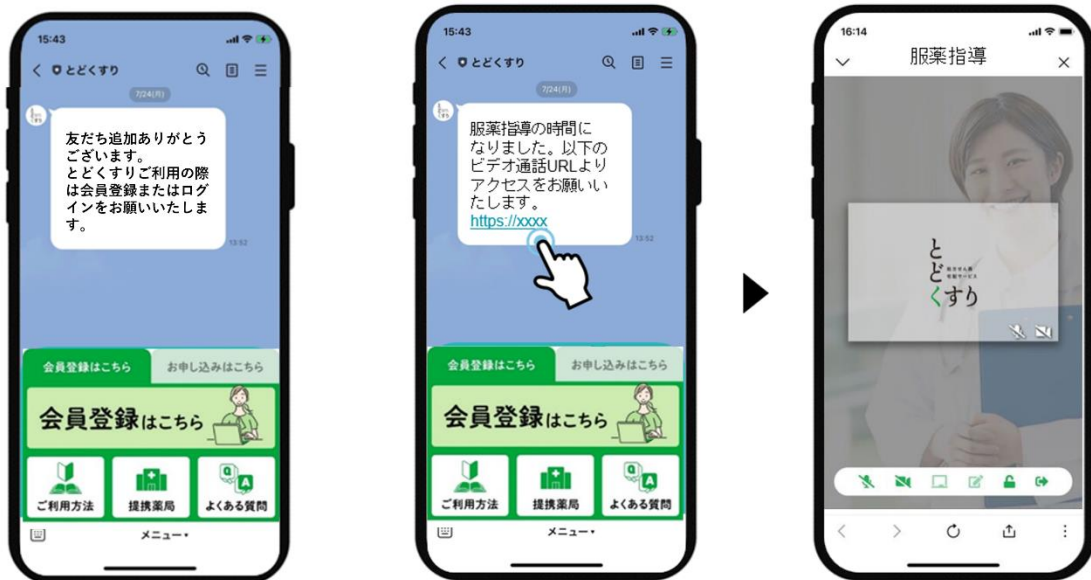 15:43
とどくすり
7/24(月)
友だち追加ありがとう
ございます。
とどくすりご利用の際
は会員登録またはログ
インをお願いいたしま
す。
13:52
会員登録はこちら
お申し込みはこちら
会員登録はこちら
ご利用方法
提携薬局
Q
A
よくある質問
メニュー▾
15:43
とどくすり
7/24(月)
服薬指導の時間に
なりました。以下の
ビデオ通話URLより
アクセスをお願いい
たします。
https://xxxx
13:52
会員登録はこちら
お申し込みはこちら
会員登録はこちら
ご利用方法
提携薬局
Q
A
よくある質問
メニュー▾
16:14
服薬指導
とど
くすり
処方せん薬
宅配サービス